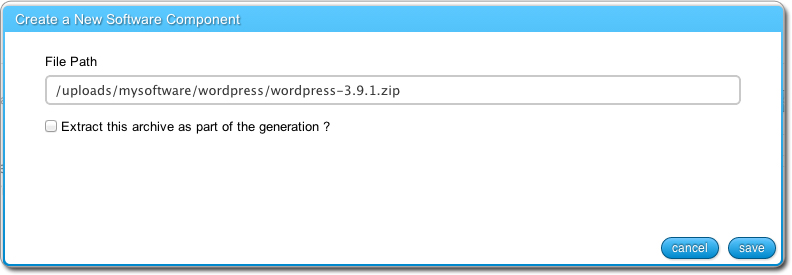 Create a New Software Component
File Path
/uploads/mysoftware/wordpress/wordpress-3.9.1.zip
Extract this archive as part of the generation ?
cancel save